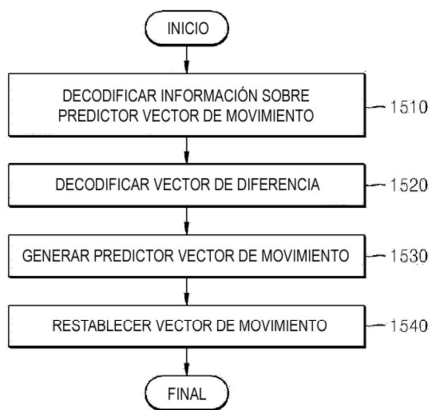 INICIO
DECODIFICAR INFORMACIÓN SOBRE
PREDICTOR VECTOR DE MOVIMIENTO
1510
DECODIFICAR VECTOR DE DIFERENCIA
1520
GENERAR PREDICTOR VECTOR DE MOVIMIENTO
1530
RESTABLECER VECTOR DE MOVIMIENTO
1540
FINAL